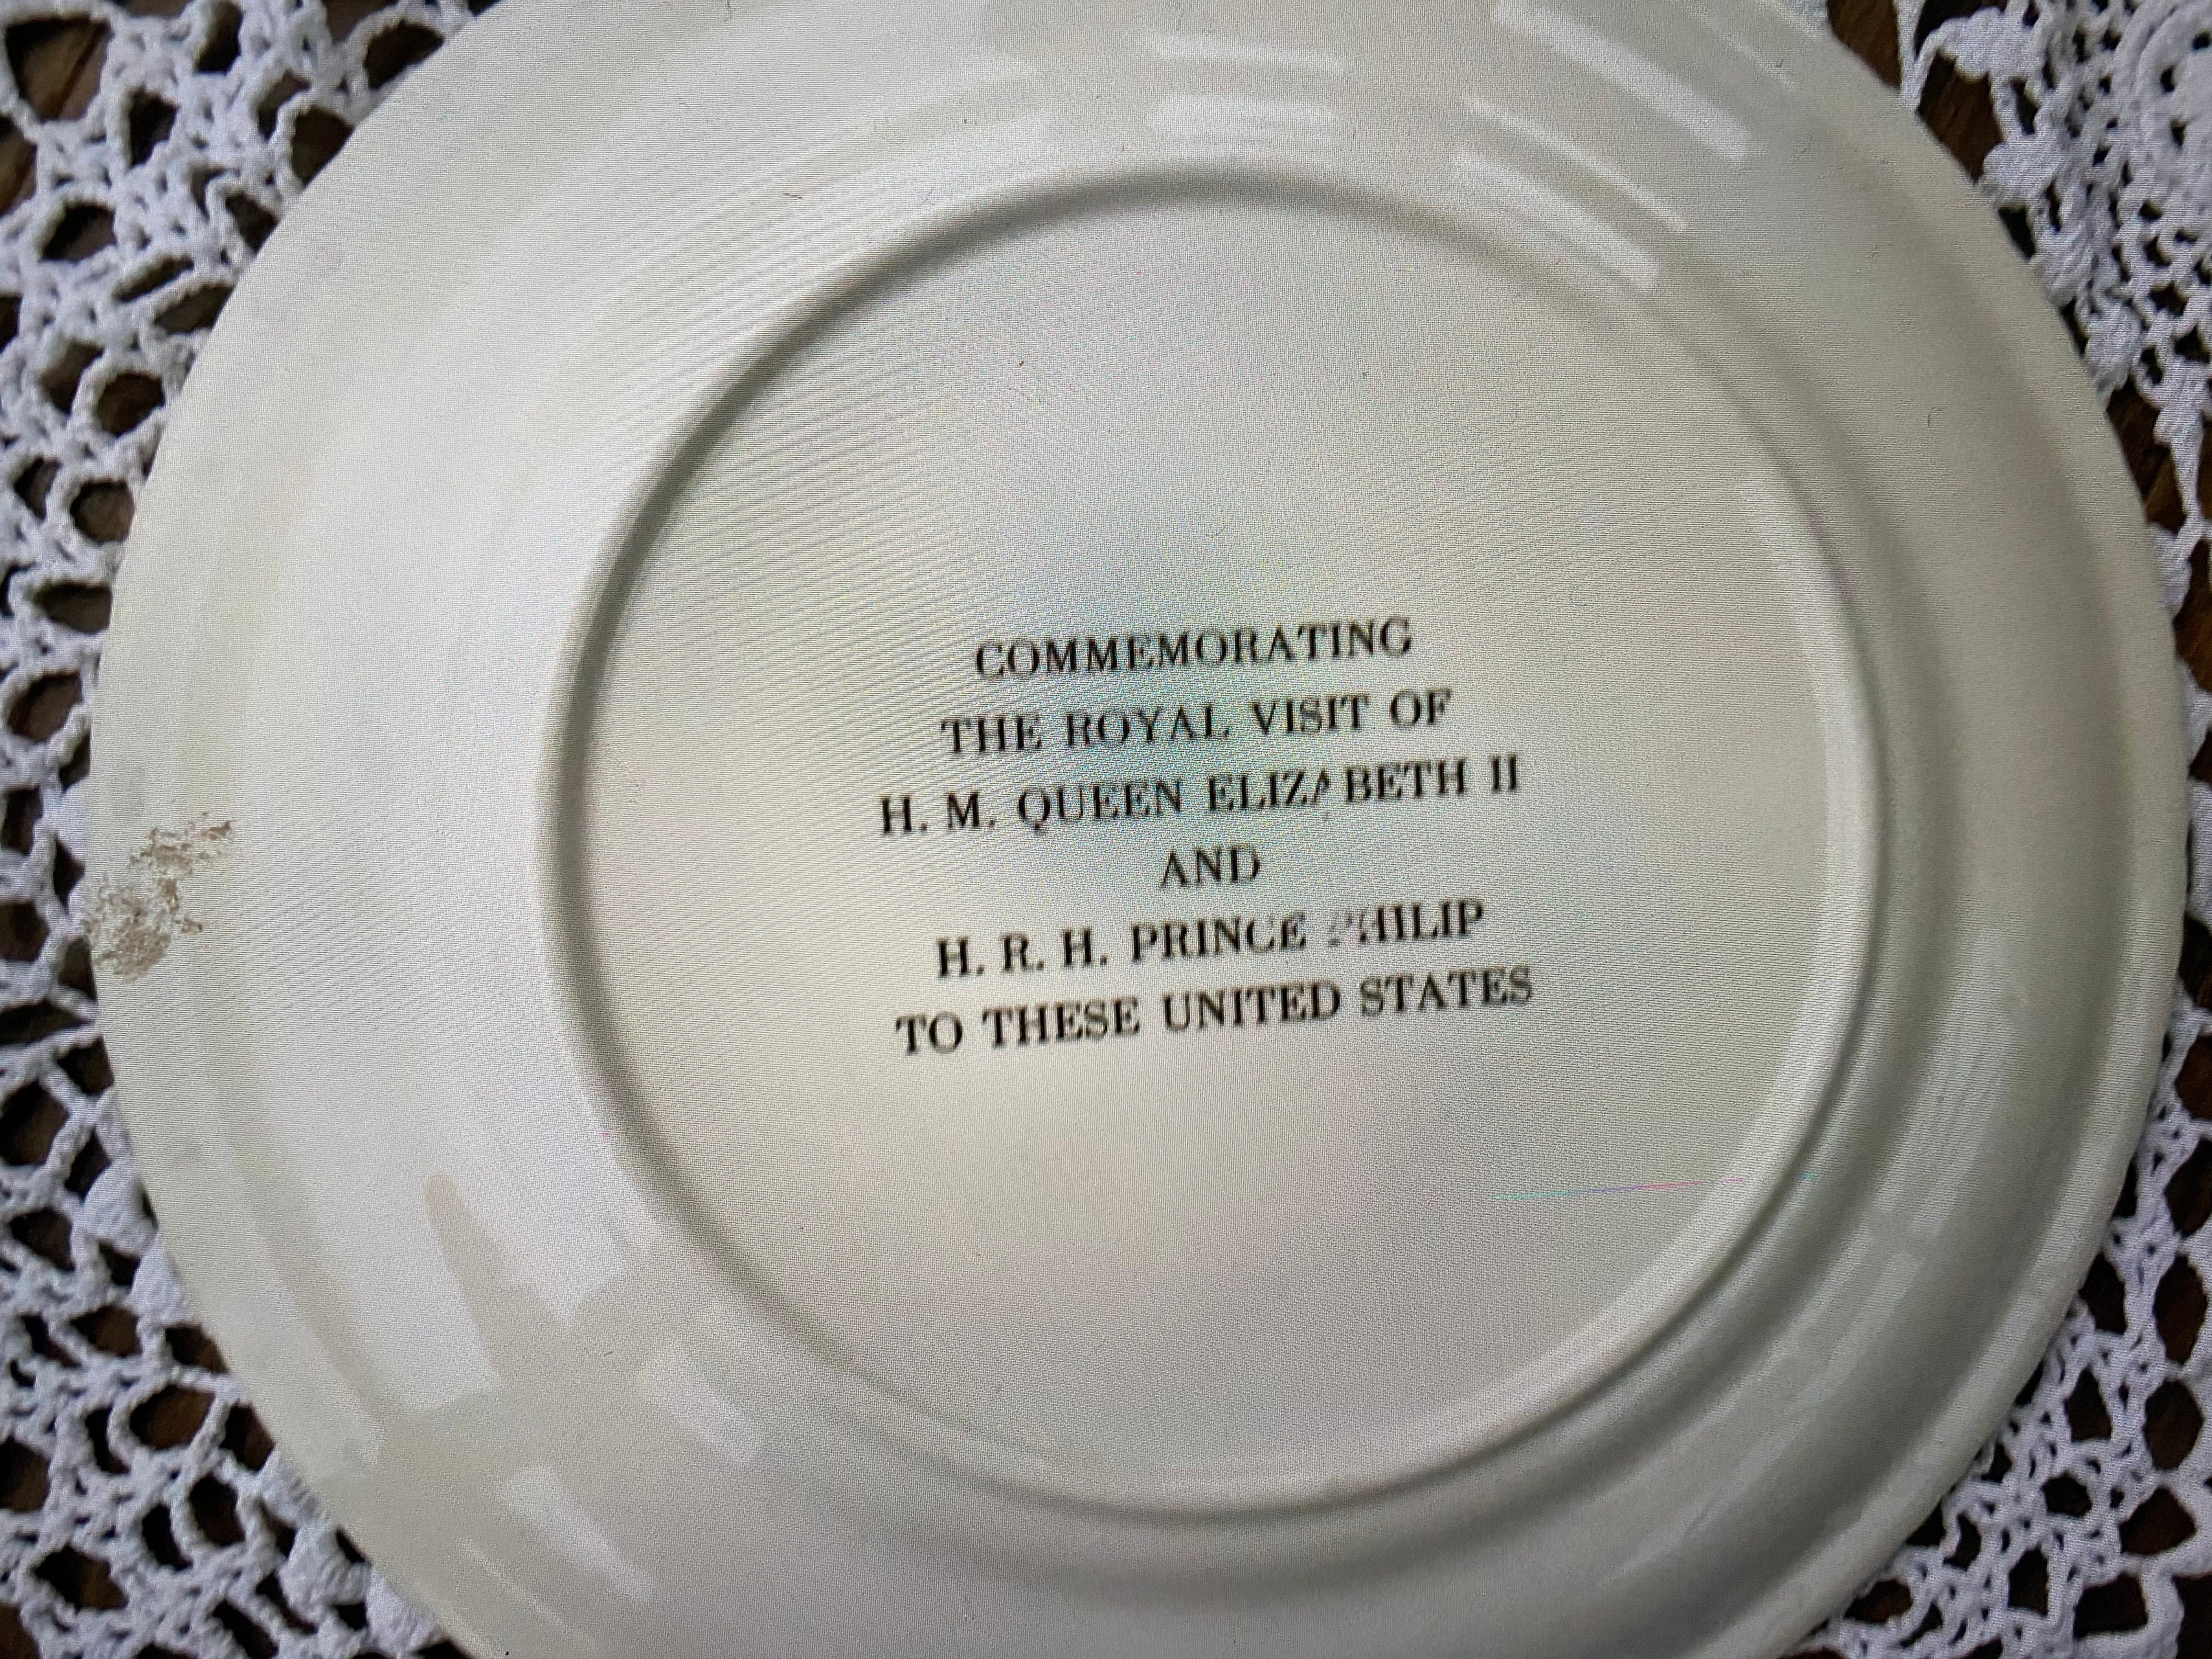 COMMEMORATING
THE ROYAL VISIT OF
H. M. QUEEN ELIZABETH II
AND
H. R. H. PRINCE PHILIP
TO THESE UNITED STATES